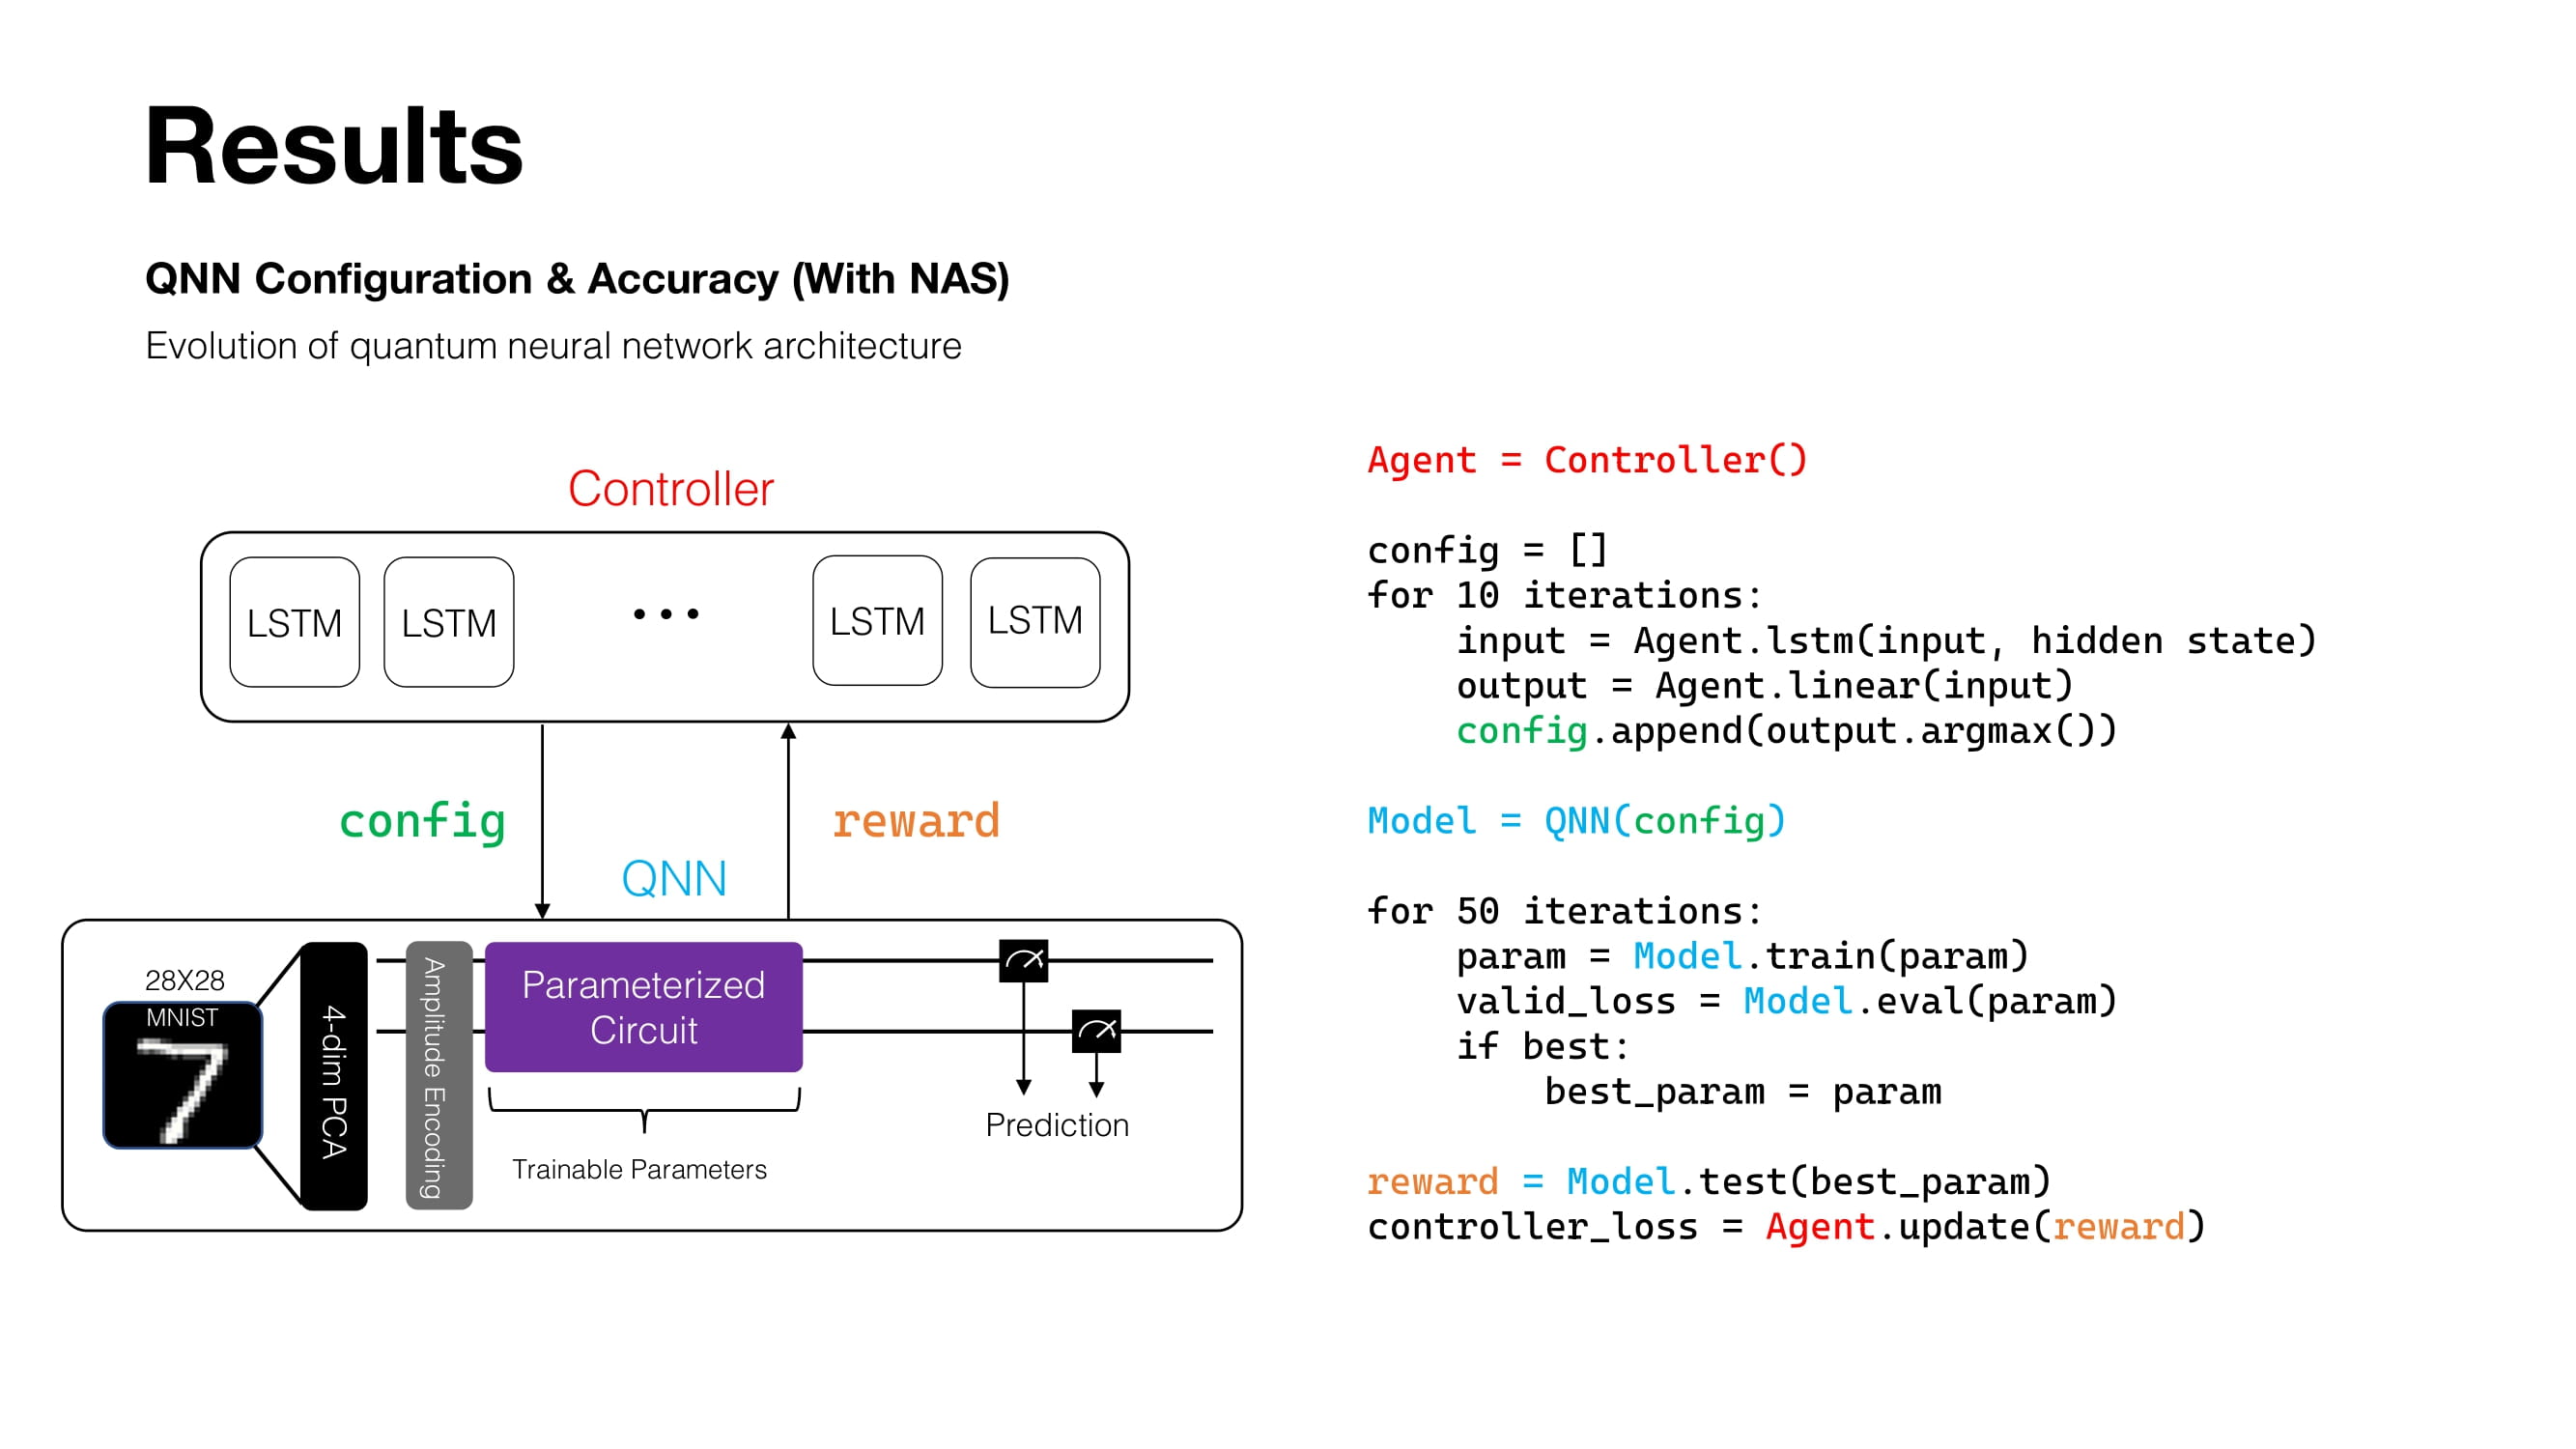 Results
QNN Configuration & Accuracy (With NAS)
Evolution of quantum neural network architecture
Controller
LSTM
LSTM
...
LSTM
LSTM
config
reward
QNN
28X28
MNIST
4-dim PCA
Amplitude Encoding
Parameterized
Circuit
Trainable Parameters
Prediction
Agent = Controller()
config = []
for 10 iterations:
    input = Agent.lstm(input, hidden state)
    output = Agent.linear(input)
    config.append(output.argmax())
Model = QNN(config)
for 50 iterations:
    param = Model.train(param)
    valid_loss = Model.eval(param)
    if best:
        best_param = param
reward = Model.test(best_param)
controller_loss = Agent.update(reward)